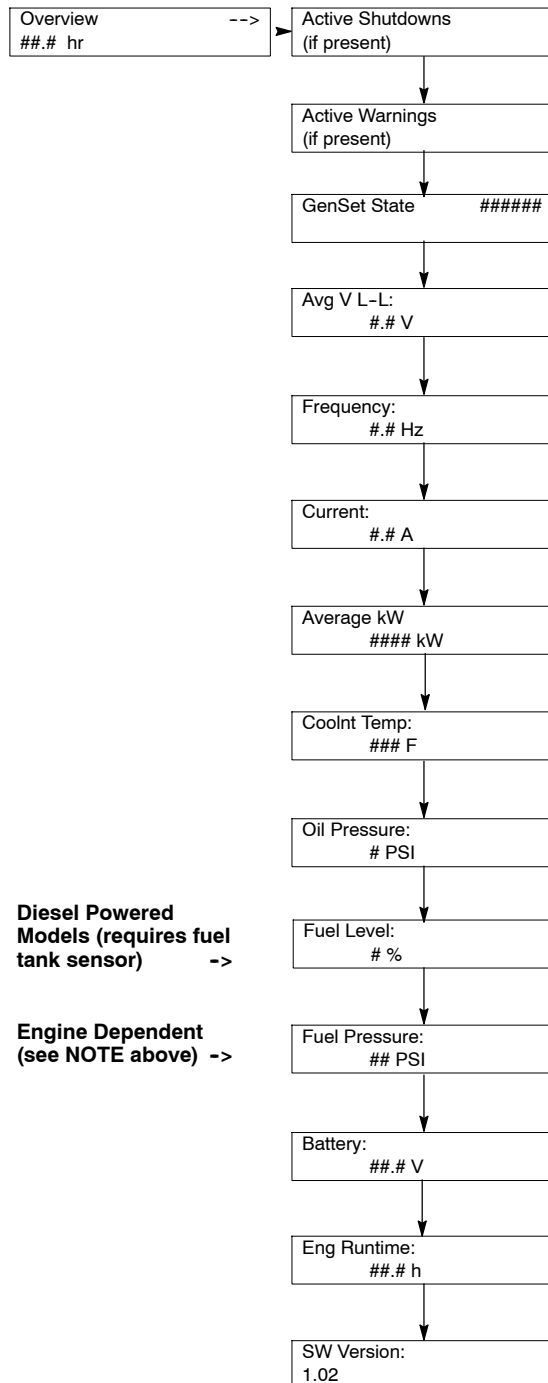 Overview -->
##.# hr
Active Shutdowns
(if present)
Active Warnings
(if present)
GenSet State ######
Avg V L-L:
#.# V
Frequency:
#.# Hz
Current:
#.# A
Average kW
#### kW
Coolnt Temp:
### F
Oil Pressure:
# PSI
Diesel Powered
Models (requires fuel
tank sensor) ->
Fuel Level:
# %
Engine Dependent
(see NOTE above) ->
Fuel Pressure:
## PSI
Battery:
##.# V
Eng Runtime:
##.# h
SW Version:
1.02